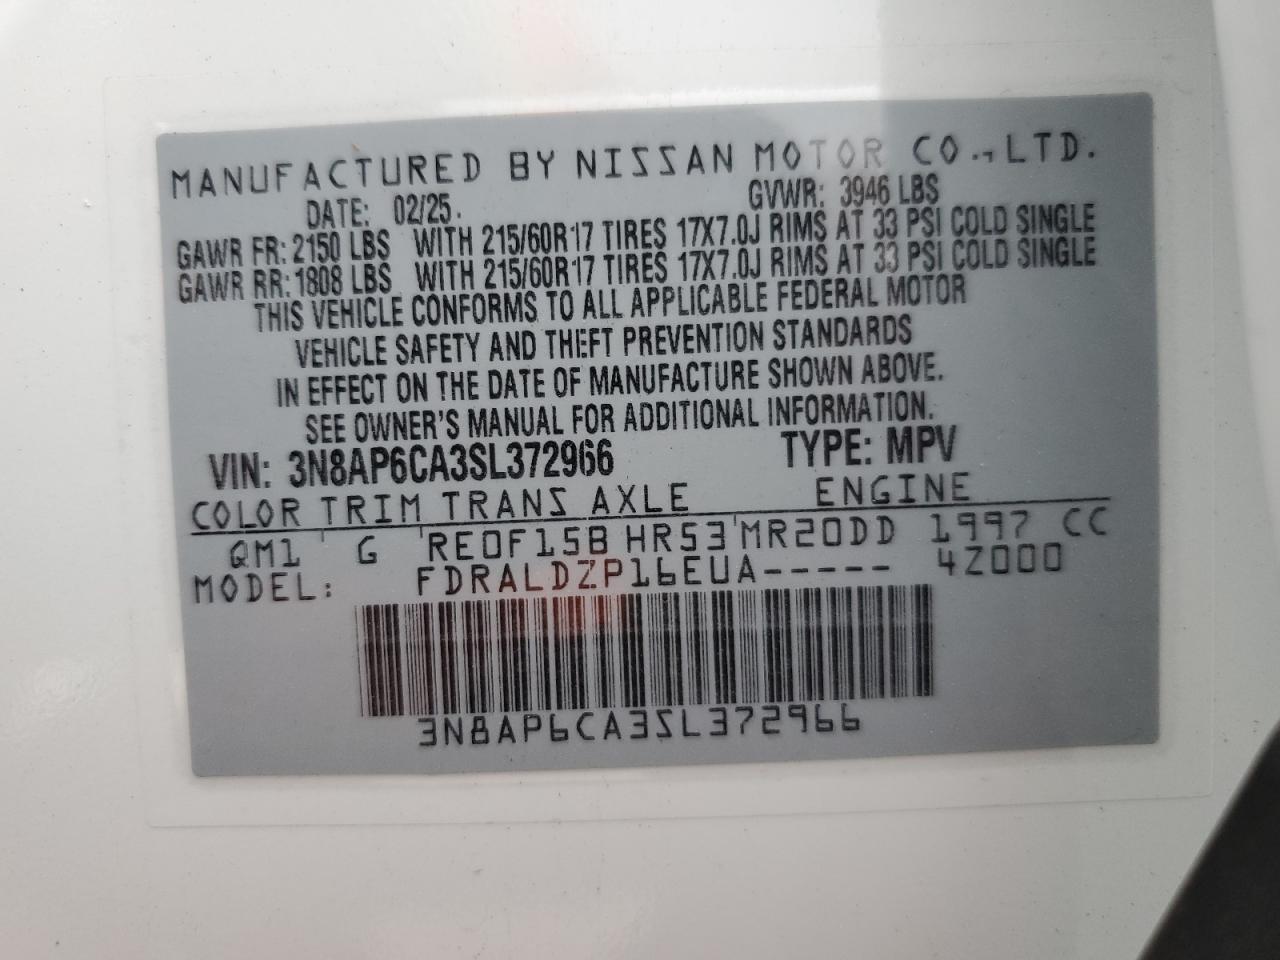 MANUFACTURED BY NISSAN MOTOR CO.,LTD.
DATE: 02/25. GVWR: 3946 LBS
GAWR FR: 2150 LBS WITH 215/60R17 TIRES 17X7.0J RIMS AT 33 PSI COLD SINGLE
GAWR RR: 1808 LBS WITH 215/60R17 TIRES 17X7.0J RIMS AT 33 PSI COLD SINGLE
THIS VEHICLE CONFORMS TO ALL APPLICABLE FEDERAL MOTOR
VEHICLE SAFETY AND THEFT PREVENTION STANDARDS
IN EFFECT ON THE DATE OF MANUFACTURE SHOWN ABOVE.
SEE OWNER'S MANUAL FOR ADDITIONAL INFORMATION.
VIN: 3N8AP6CA3SL372966 TYPE: MPV
COLOR TRIM TRANS AXLE ENGINE
QM1 G RE0F15B HR53 MR20DD 1997 CC
MODEL: FDRALDZP16EUA----- 4Z000
3N8AP6CA3SL372966